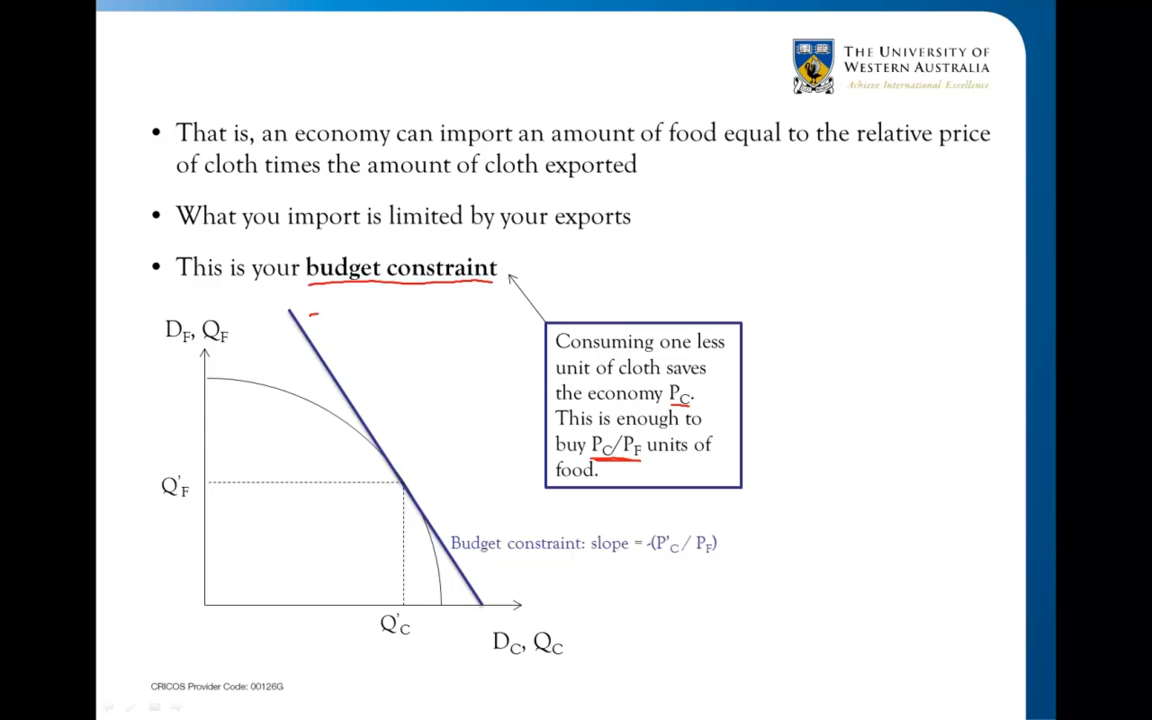 THE UNIVERSITY OF
WESTERN AUSTRALIA
Achieve International Excellence
• That is, an economy can import an amount of food equal to the relative price
of cloth times the amount of cloth exported
• What you import is limited by your exports
• This is your budget constraint
D_F, Q_F
Consuming one less
unit of cloth saves
the economy P_C.
This is enough to
buy P_C/P_F units of
food.
Q'_F
Budget constraint: slope = -(P'_C / P_F)
Q'_C
D_C, Q_C
CRICOS Provider Code: 00126G